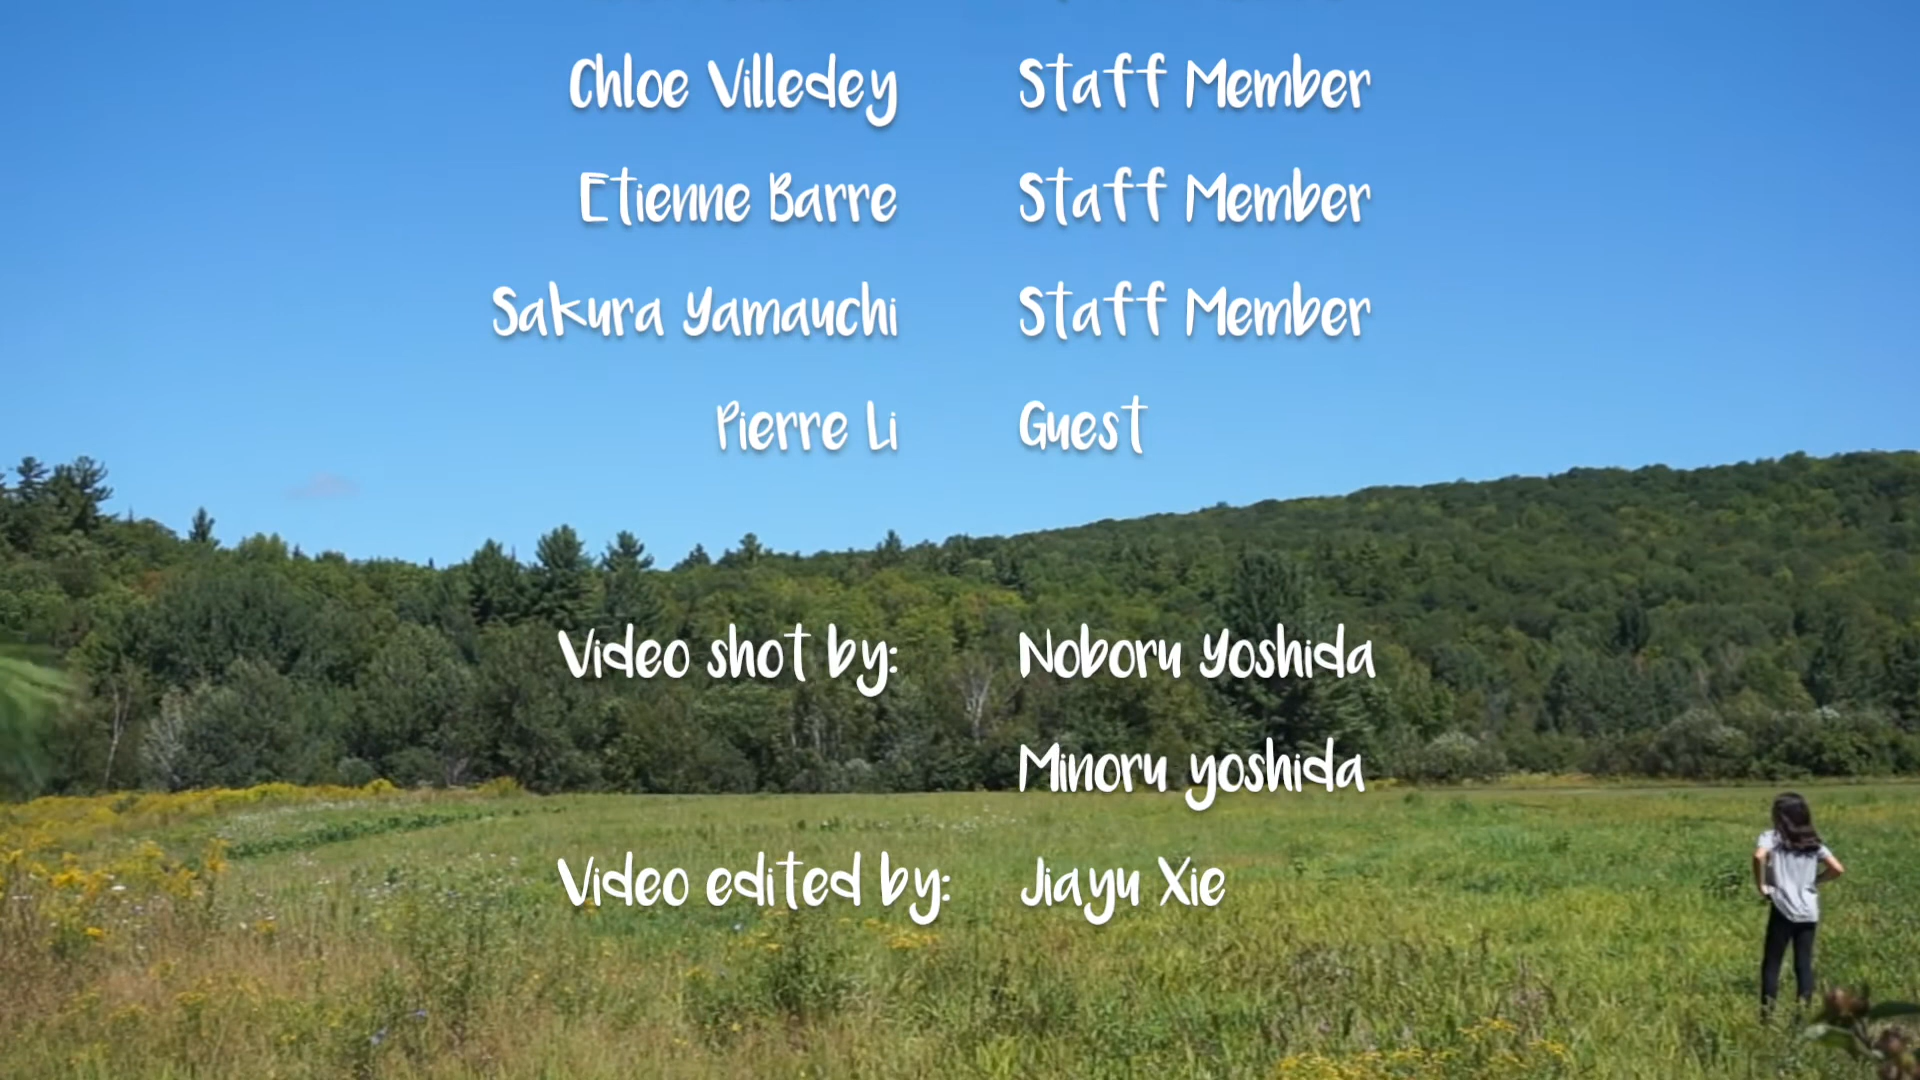 Chloe Villedey Staff Member
Etienne Barre Staff Member
Sakura Yamauchi Staff Member
Pierre Li Guest
Video shot by: Noboru Yoshida
Minoru yoshida
Video edited by: Jiayu Xie